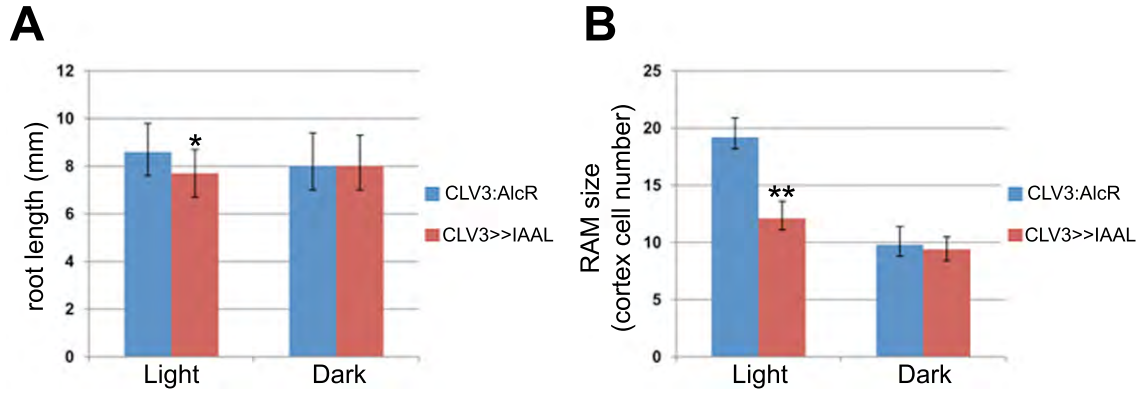 A
root length (mm)
12
10
8
6
4
2
0
*
Light
Dark
CLV3:AlcR
CLV3>>IAAL
B
RAM size
(cortex cell number)
25
20
15
10
5
0
**
Light
Dark
CLV3:AlcR
CLV3>>IAAL